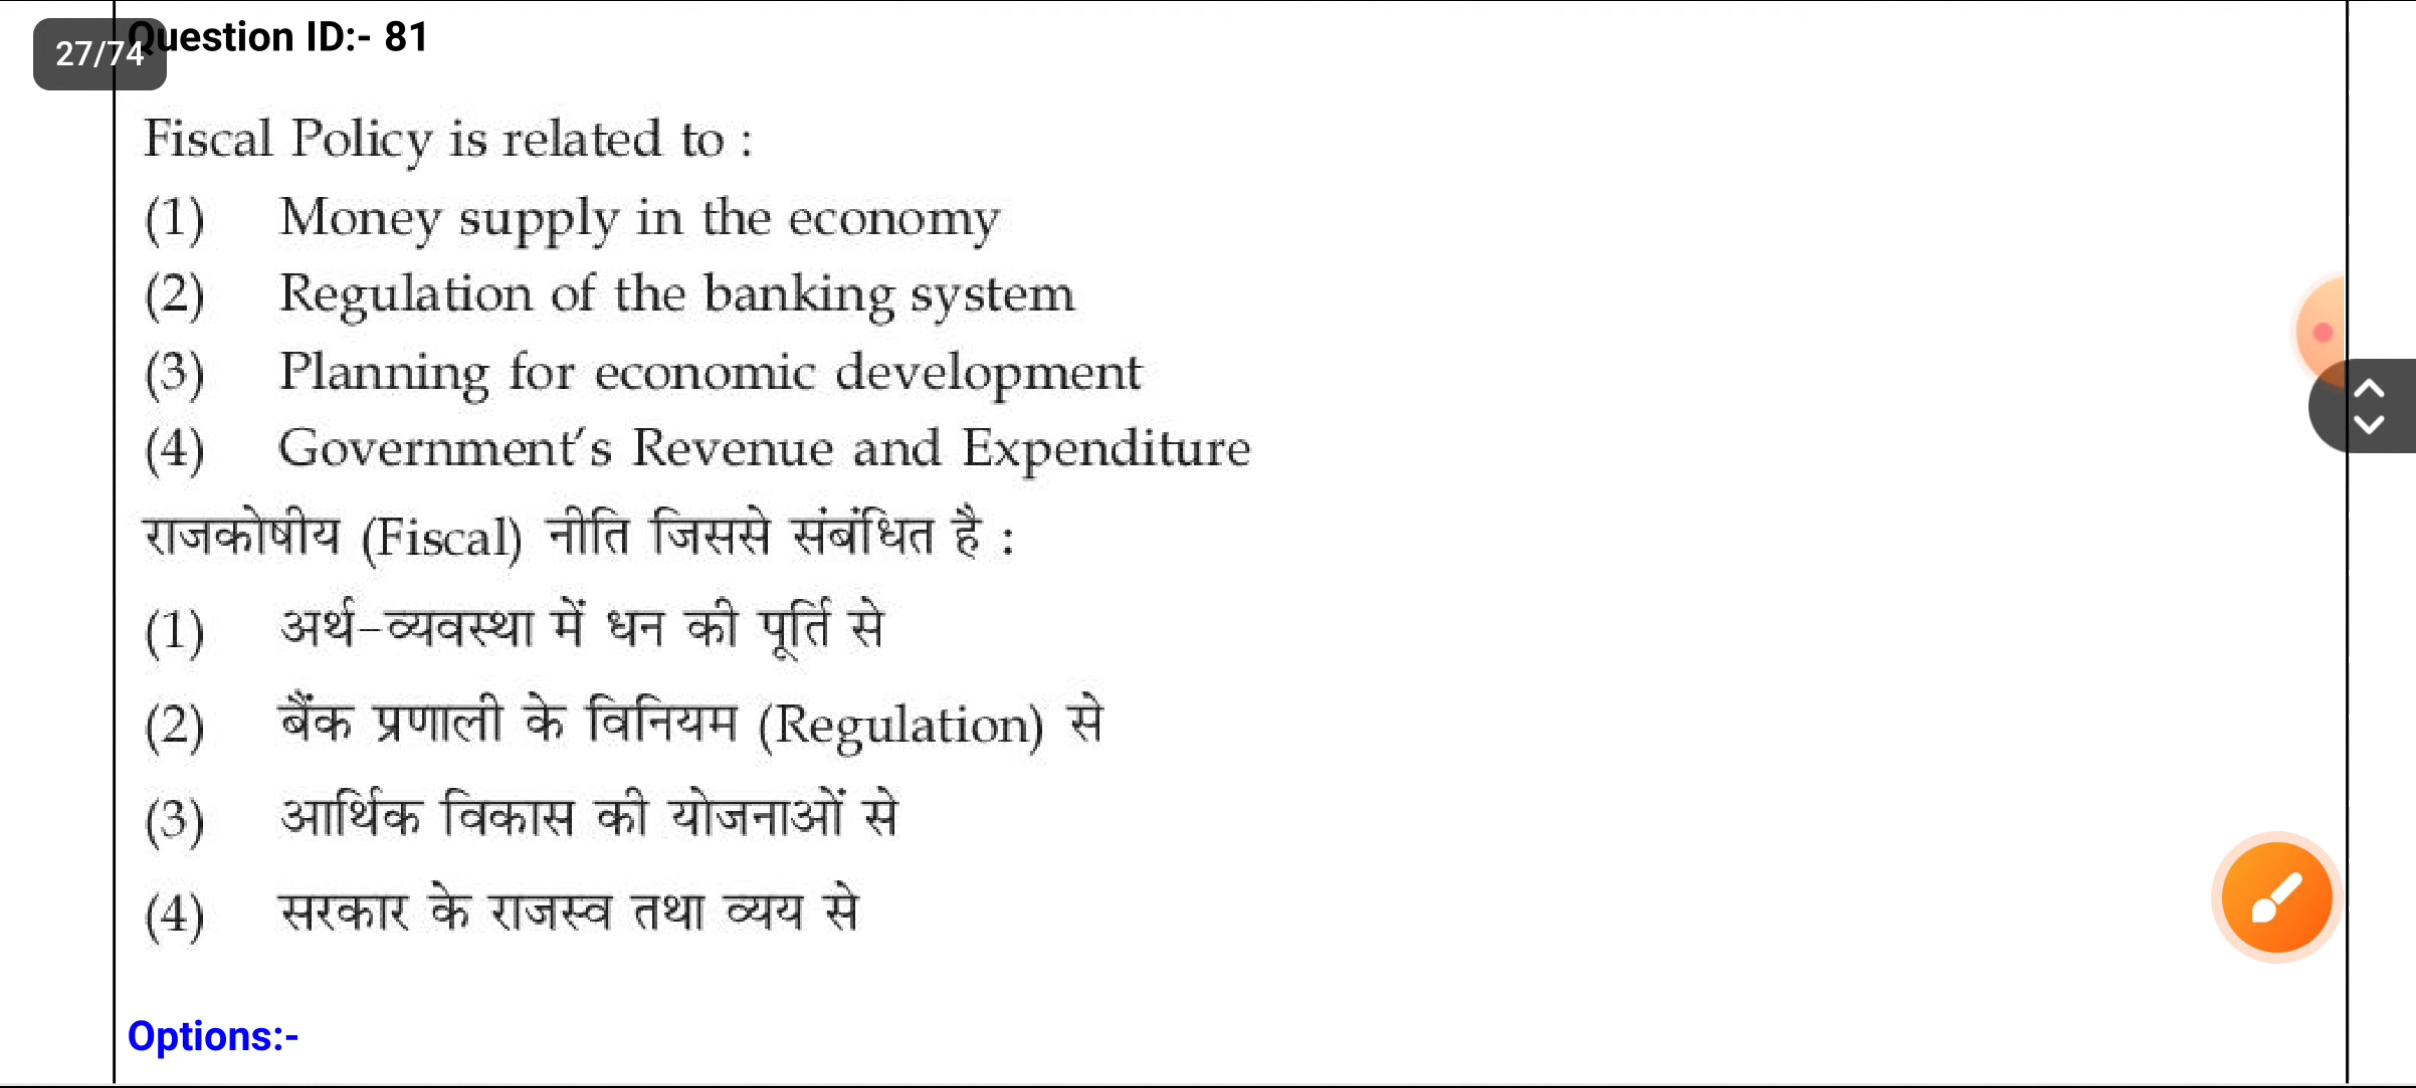 27/74
Question ID:- 81
Fiscal Policy is related to :
(1) Money supply in the economy
(2) Regulation of the banking system
(3) Planning for economic development
(4) Government's Revenue and Expenditure
राजकोषीय (Fiscal) नीति जिससे संबंधित है :
(1) अर्थ-व्यवस्था में धन की पूर्ति से
(2) बैंक प्रणाली के विनियम (Regulation) से
(3) आर्थिक विकास की योजनाओं से
(4) सरकार के राजस्व तथा व्यय से
Options:-